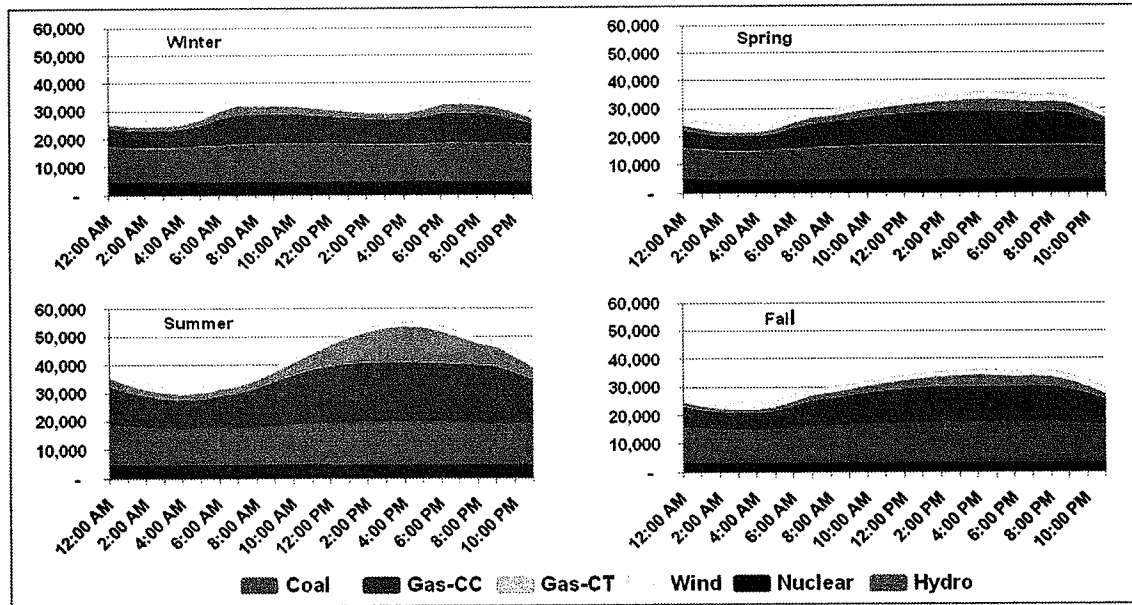 Winter
60,000
50,000
40,000
30,000
20,000
10,000
-
12:00 AM
2:00 AM
4:00 AM
6:00 AM
8:00 AM
10:00 AM
12:00 PM
2:00 PM
4:00 PM
6:00 PM
8:00 PM
10:00 PM
Spring
60,000
50,000
40,000
30,000
20,000
10,000
-
12:00 AM
2:00 AM
4:00 AM
6:00 AM
8:00 AM
10:00 AM
12:00 PM
2:00 PM
4:00 PM
6:00 PM
8:00 PM
10:00 PM
Summer
60,000
50,000
40,000
30,000
20,000
10,000
-
12:00 AM
2:00 AM
4:00 AM
6:00 AM
8:00 AM
10:00 AM
12:00 PM
2:00 PM
4:00 PM
6:00 PM
8:00 PM
10:00 PM
Fall
60,000
50,000
40,000
30,000
20,000
10,000
-
12:00 AM
2:00 AM
4:00 AM
6:00 AM
8:00 AM
10:00 AM
12:00 PM
2:00 PM
4:00 PM
6:00 PM
8:00 PM
10:00 PM
Coal Gas-CC Gas-CT Wind Nuclear Hydro